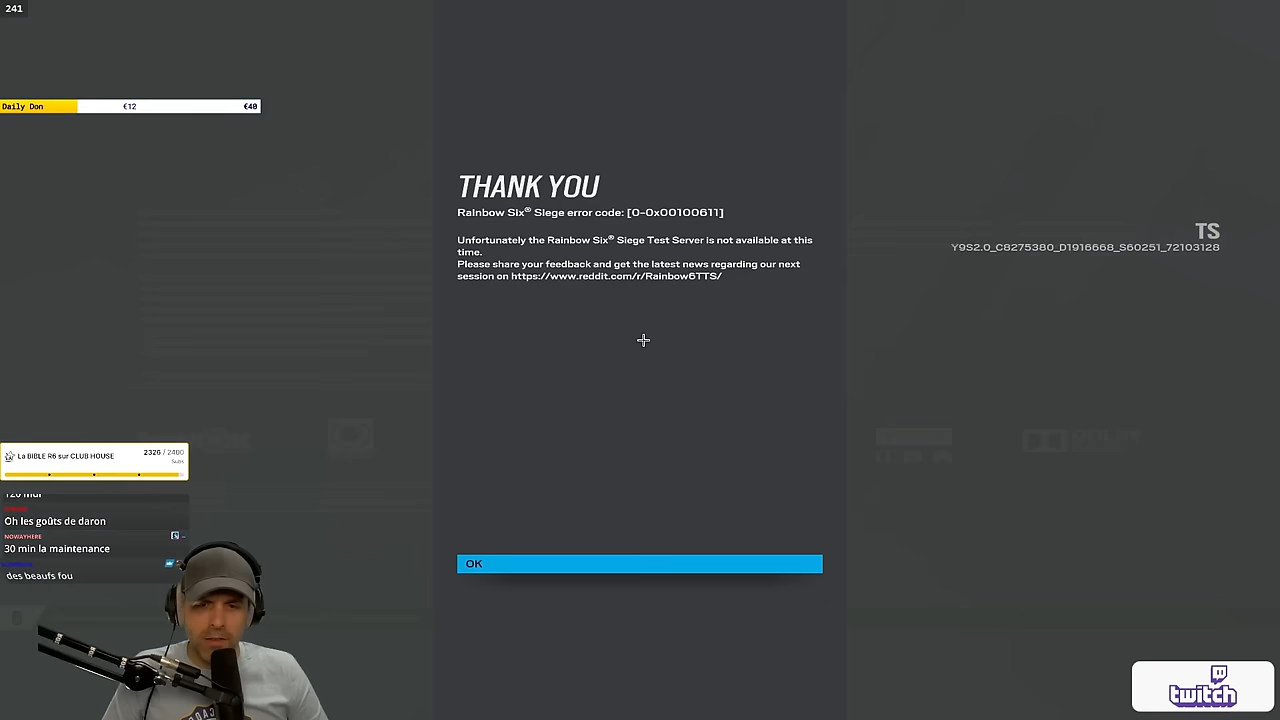 241
Daily Don €12 €40
THANK YOU
Rainbow Six® Siege error code: [0-0x00100611]
Unfortunately the Rainbow Six® Siege Test Server is not available at this
time.
Please share your feedback and get the latest news regarding our next
session on https://www.reddit.com/r/Rainbow6TTS/
TS
Y9S2.0_C8275380_D1916668_S60251_72103128
La BIBLE R6 sur CLUB HOUSE 2326 / 2400
Subs
Oh les goûts de daron
NOWAYHERE
30 min la maintenance
des beaufs fou
OK
twitch